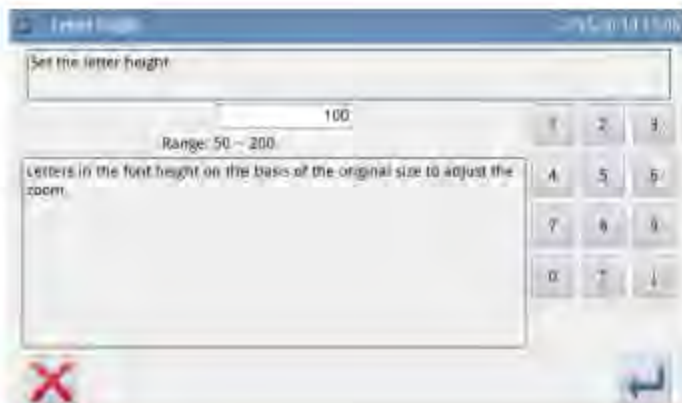 Letter height
Set the letter height
100
Range: 50 ~ 200
1 2 3
Letters in the font height on the basis of the original size to adjust the
zoom.
4 5 6
7 8 9
0